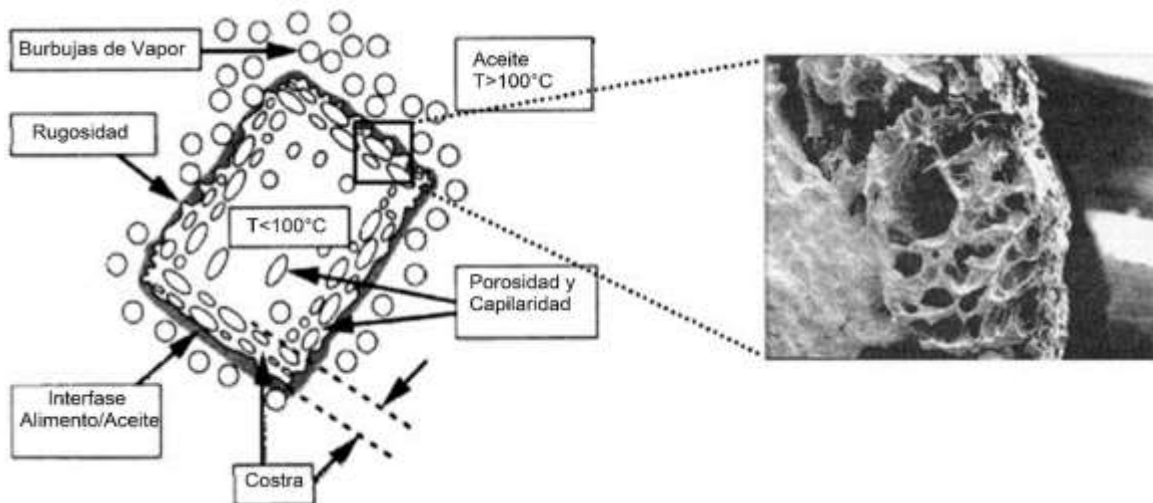 Burbujas de Vapor
Aceite
T>100°C
Rugosidad
T<100°C
Porosidad y
Capilaridad
Interfase
Alimento/Aceite
Costra